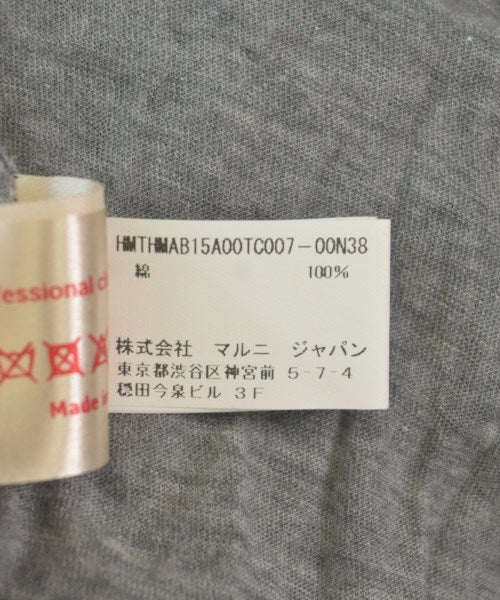 HMTHMAB15A00TC007-00N38
綿 100%
株式会社 マルニ ジャパン
東京都渋谷区神宮前 5-7-4
穏田今泉ビル 3F
Made in